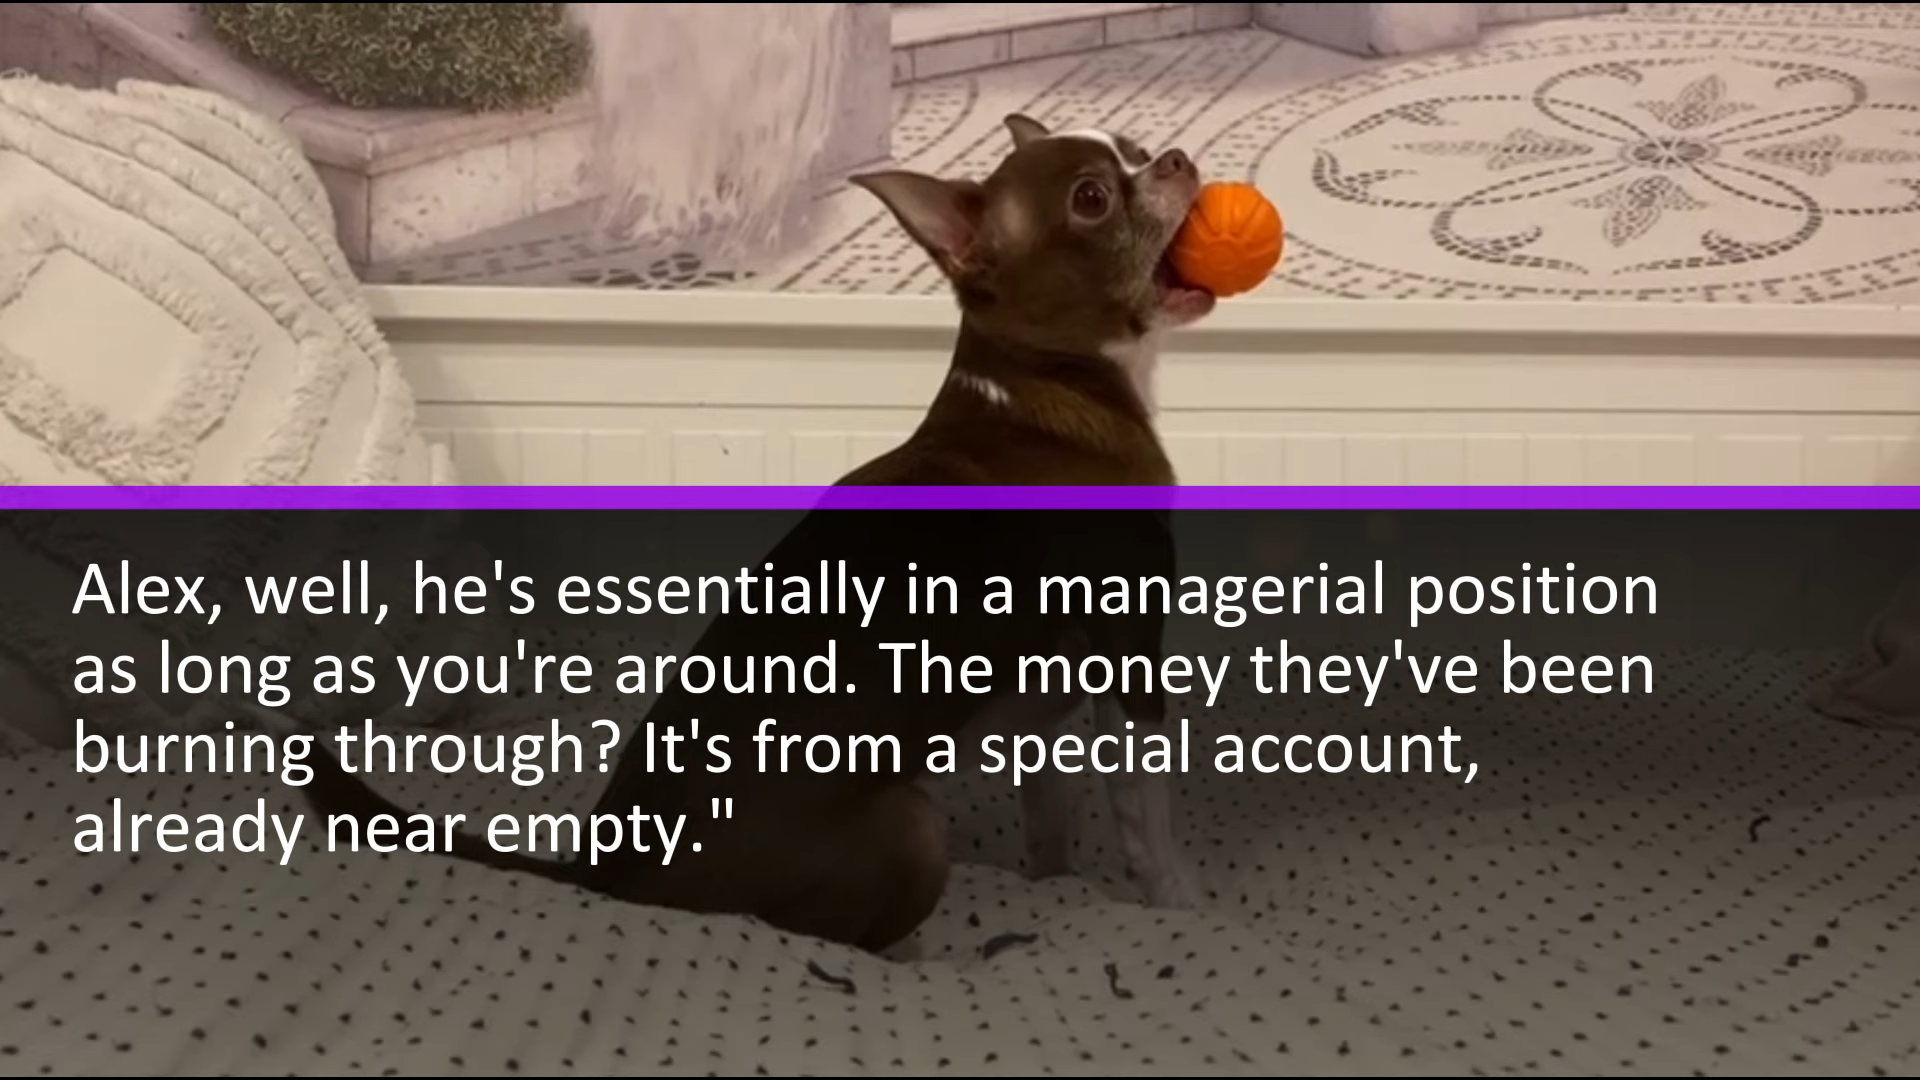 Alex, well, he's essentially in a managerial position
as long as you're around. The money they've been
burning through? It's from a special account,
already near empty."